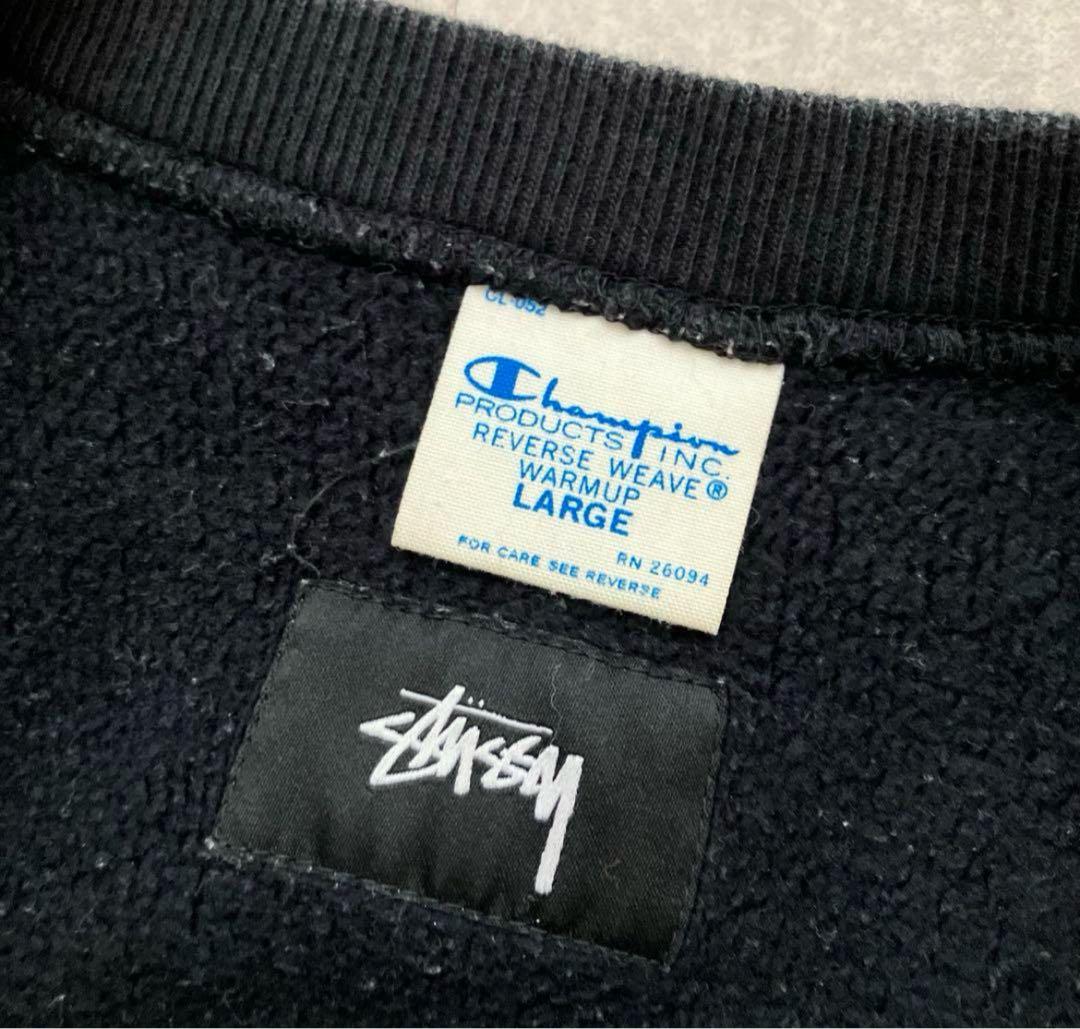 CL-052
Champion
PRODUCTS INC.
REVERSE WEAVE®
WARMUP
LARGE
RN 26094
FOR CARE SEE REVERSE
Stüssy